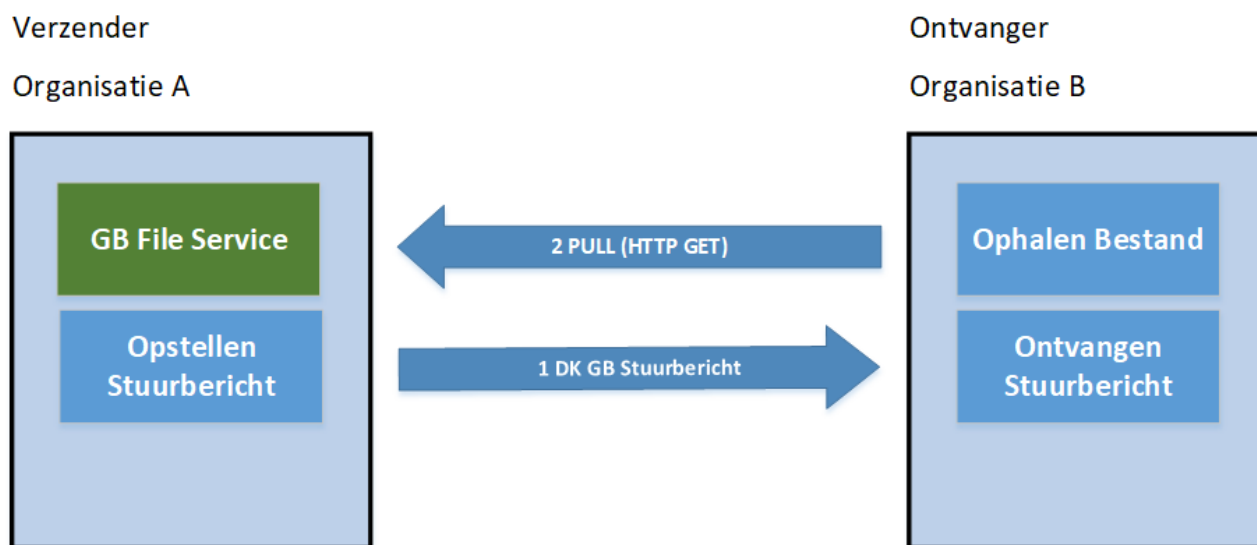 Verzender
Organisatie A
Ontvanger
Organisatie B
GB File Service
2 PULL (HTTP GET)
Ophalen Bestand
Opstellen
Stuurbericht
1 DK GB Stuurbericht
Ontvangen
Stuurbericht